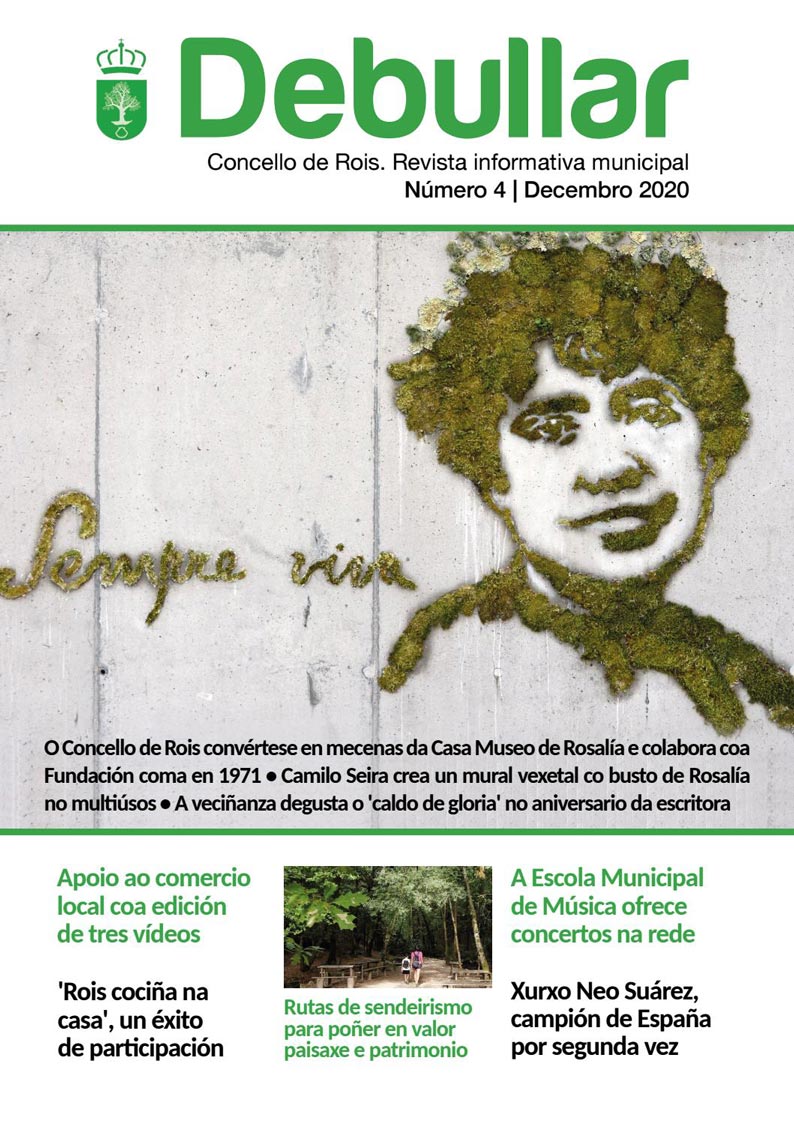 Debullar
Concello de Rois. Revista informativa municipal
Número 4 | Decembro 2020
Sempre viva
O Concello de Rois convértese en mecenas da Casa Museo de Rosalía e colabora coa
Fundación coma en 1971 ● Camilo Seira crea un mural vexetal co busto de Rosalía
no multiúsos ● A veciñanza degusta o 'caldo de gloria' no aniversario da escritora
Apoio ao comercio
local coa edición
de tres vídeos
'Rois cociña na
casa', un éxito
de participación
Rutas de sendeirismo
para poñer en valor
paisaxe e patrimonio
A Escola Municipal
de Música ofrece
concertos na rede
Xurxo Neo Suárez,
campión de España
por segunda vez